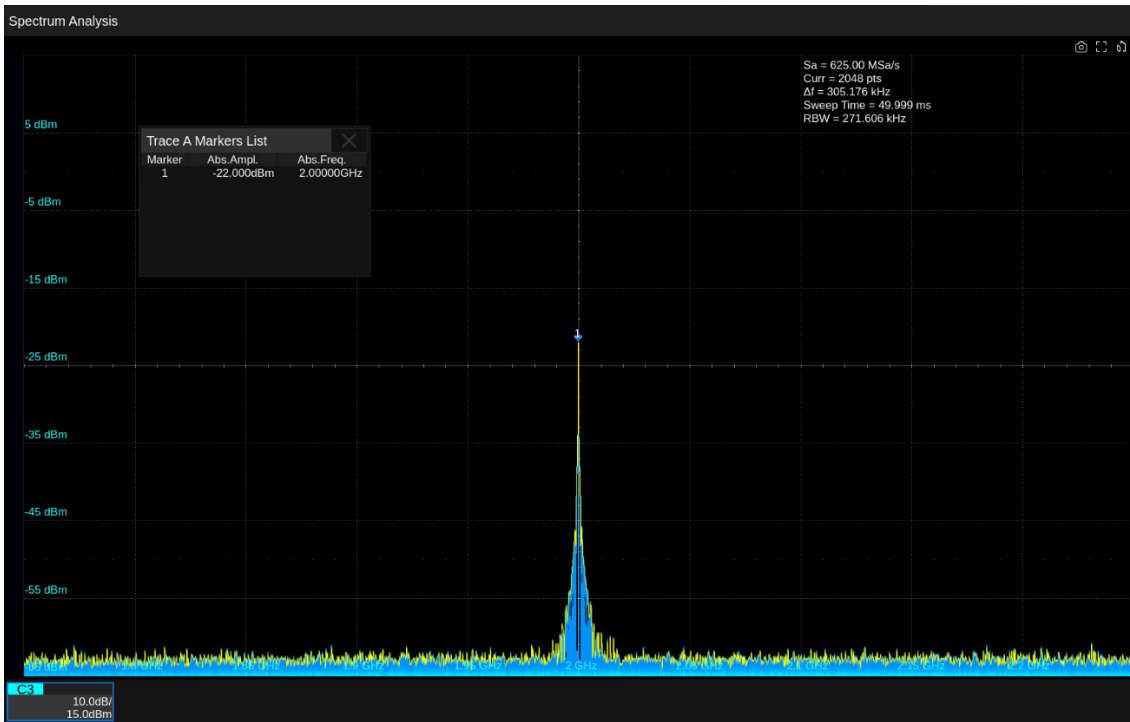 Spectrum Analysis
Sa = 625.00 MSa/s
Curr = 2048 pts
Δf = 305.176 kHz
Sweep Time = 49.999 ms
RBW = 271.606 kHz
5 dBm
Trace A Markers List
Marker Abs.Ampl. Abs.Freq.
1 -22.000dBm 2.00000GHz
-5 dBm
-15 dBm
1
-25 dBm
-35 dBm
-45 dBm
-55 dBm
2 GHz
C3
10.0dB/
15.0dBm